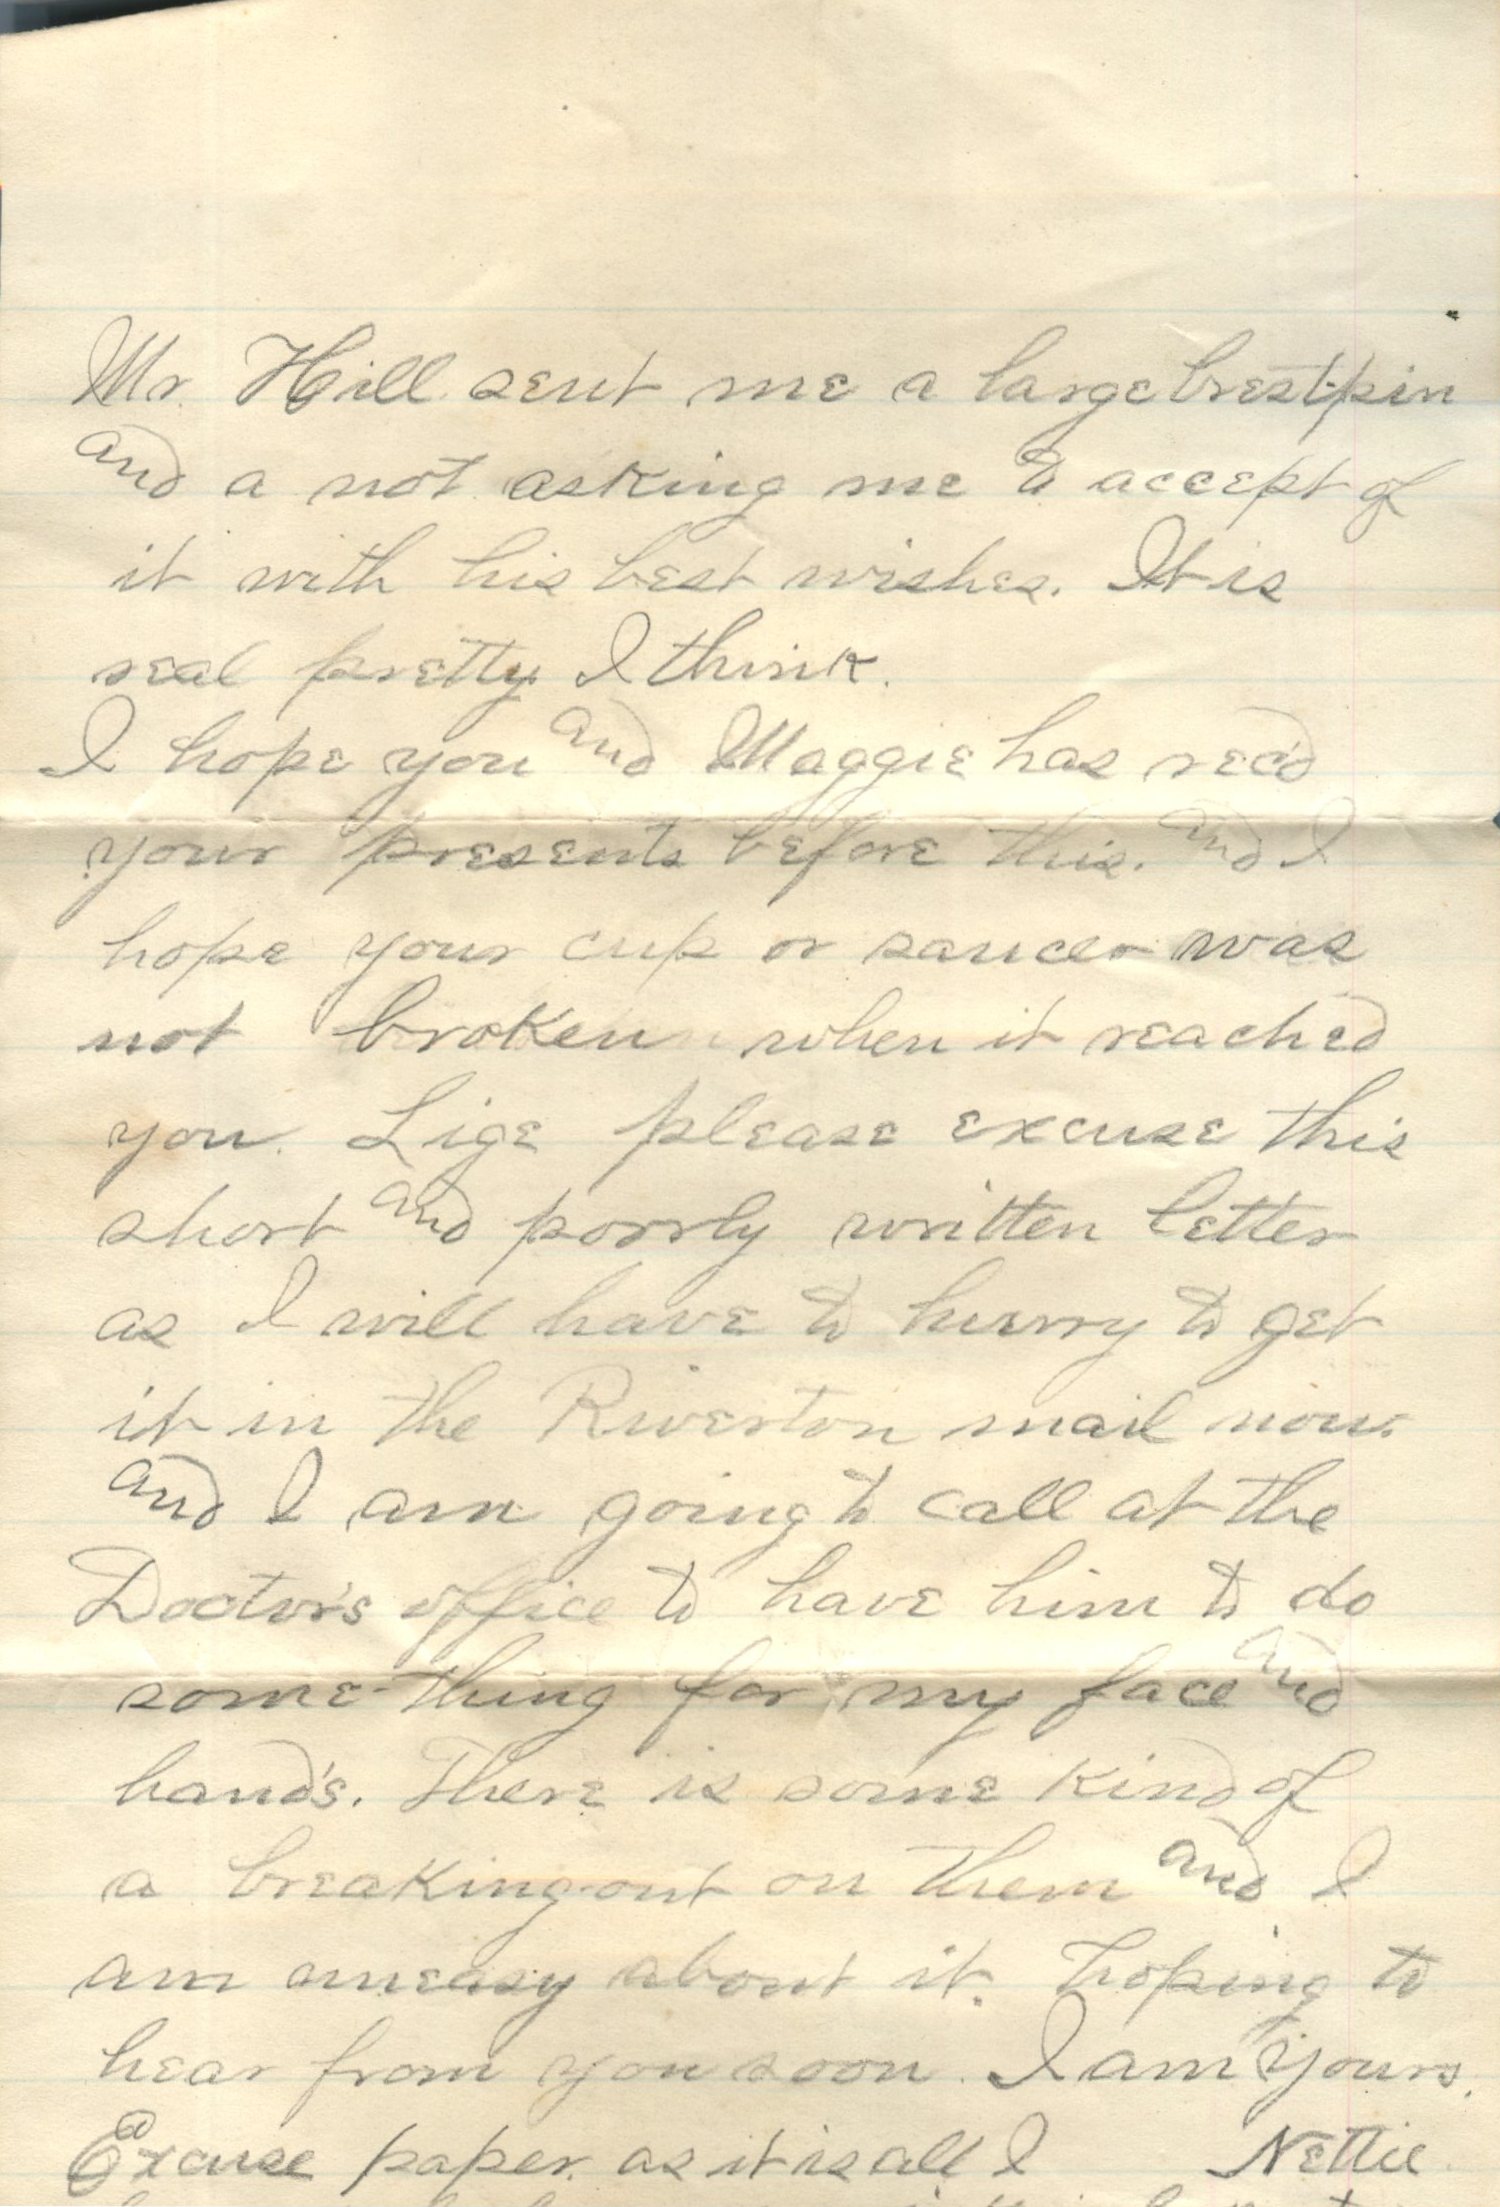 Mr. Hill sent me a large brest-pin
and a not asking me to accept of
it with his best wishes. It is
real pretty I think.
I hope you and Maggie has rec'd
your presents before this. and I
hope your cup or saucer was
not broken when it reached
you. Lige please excuse this
short and poorly written letter
as I will have to hurry to get
it in the Riverton mail now.
and I am going to call at the
Doctor's office to have him to do
some-thing for my face and
hand's. There is some kind of
a breaking-out on them and I
am uneasy about it. hoping to
hear from you soon. I am yours.
Excuse paper. as it is all I Nettie